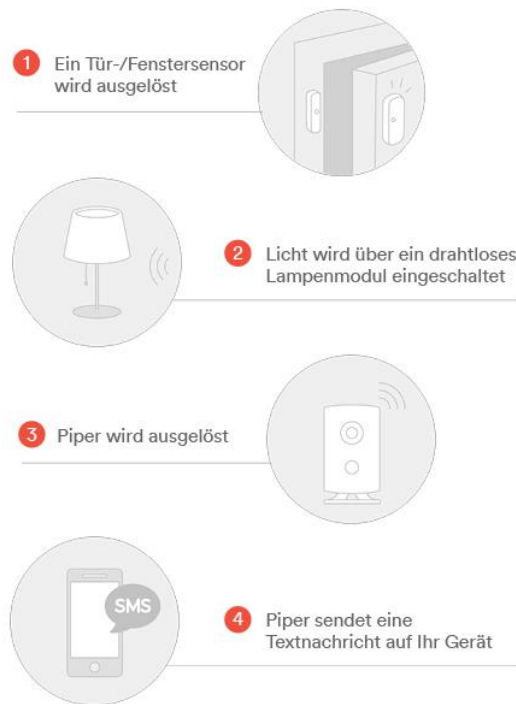 1 Ein Tür-/Fenstersensor
wird ausgelöst
2 Licht wird über ein drahtloses
Lampenmodul eingeschaltet
3 Piper wird ausgelöst
SMS
4 Piper sendet eine
Textnachricht auf Ihr Gerät